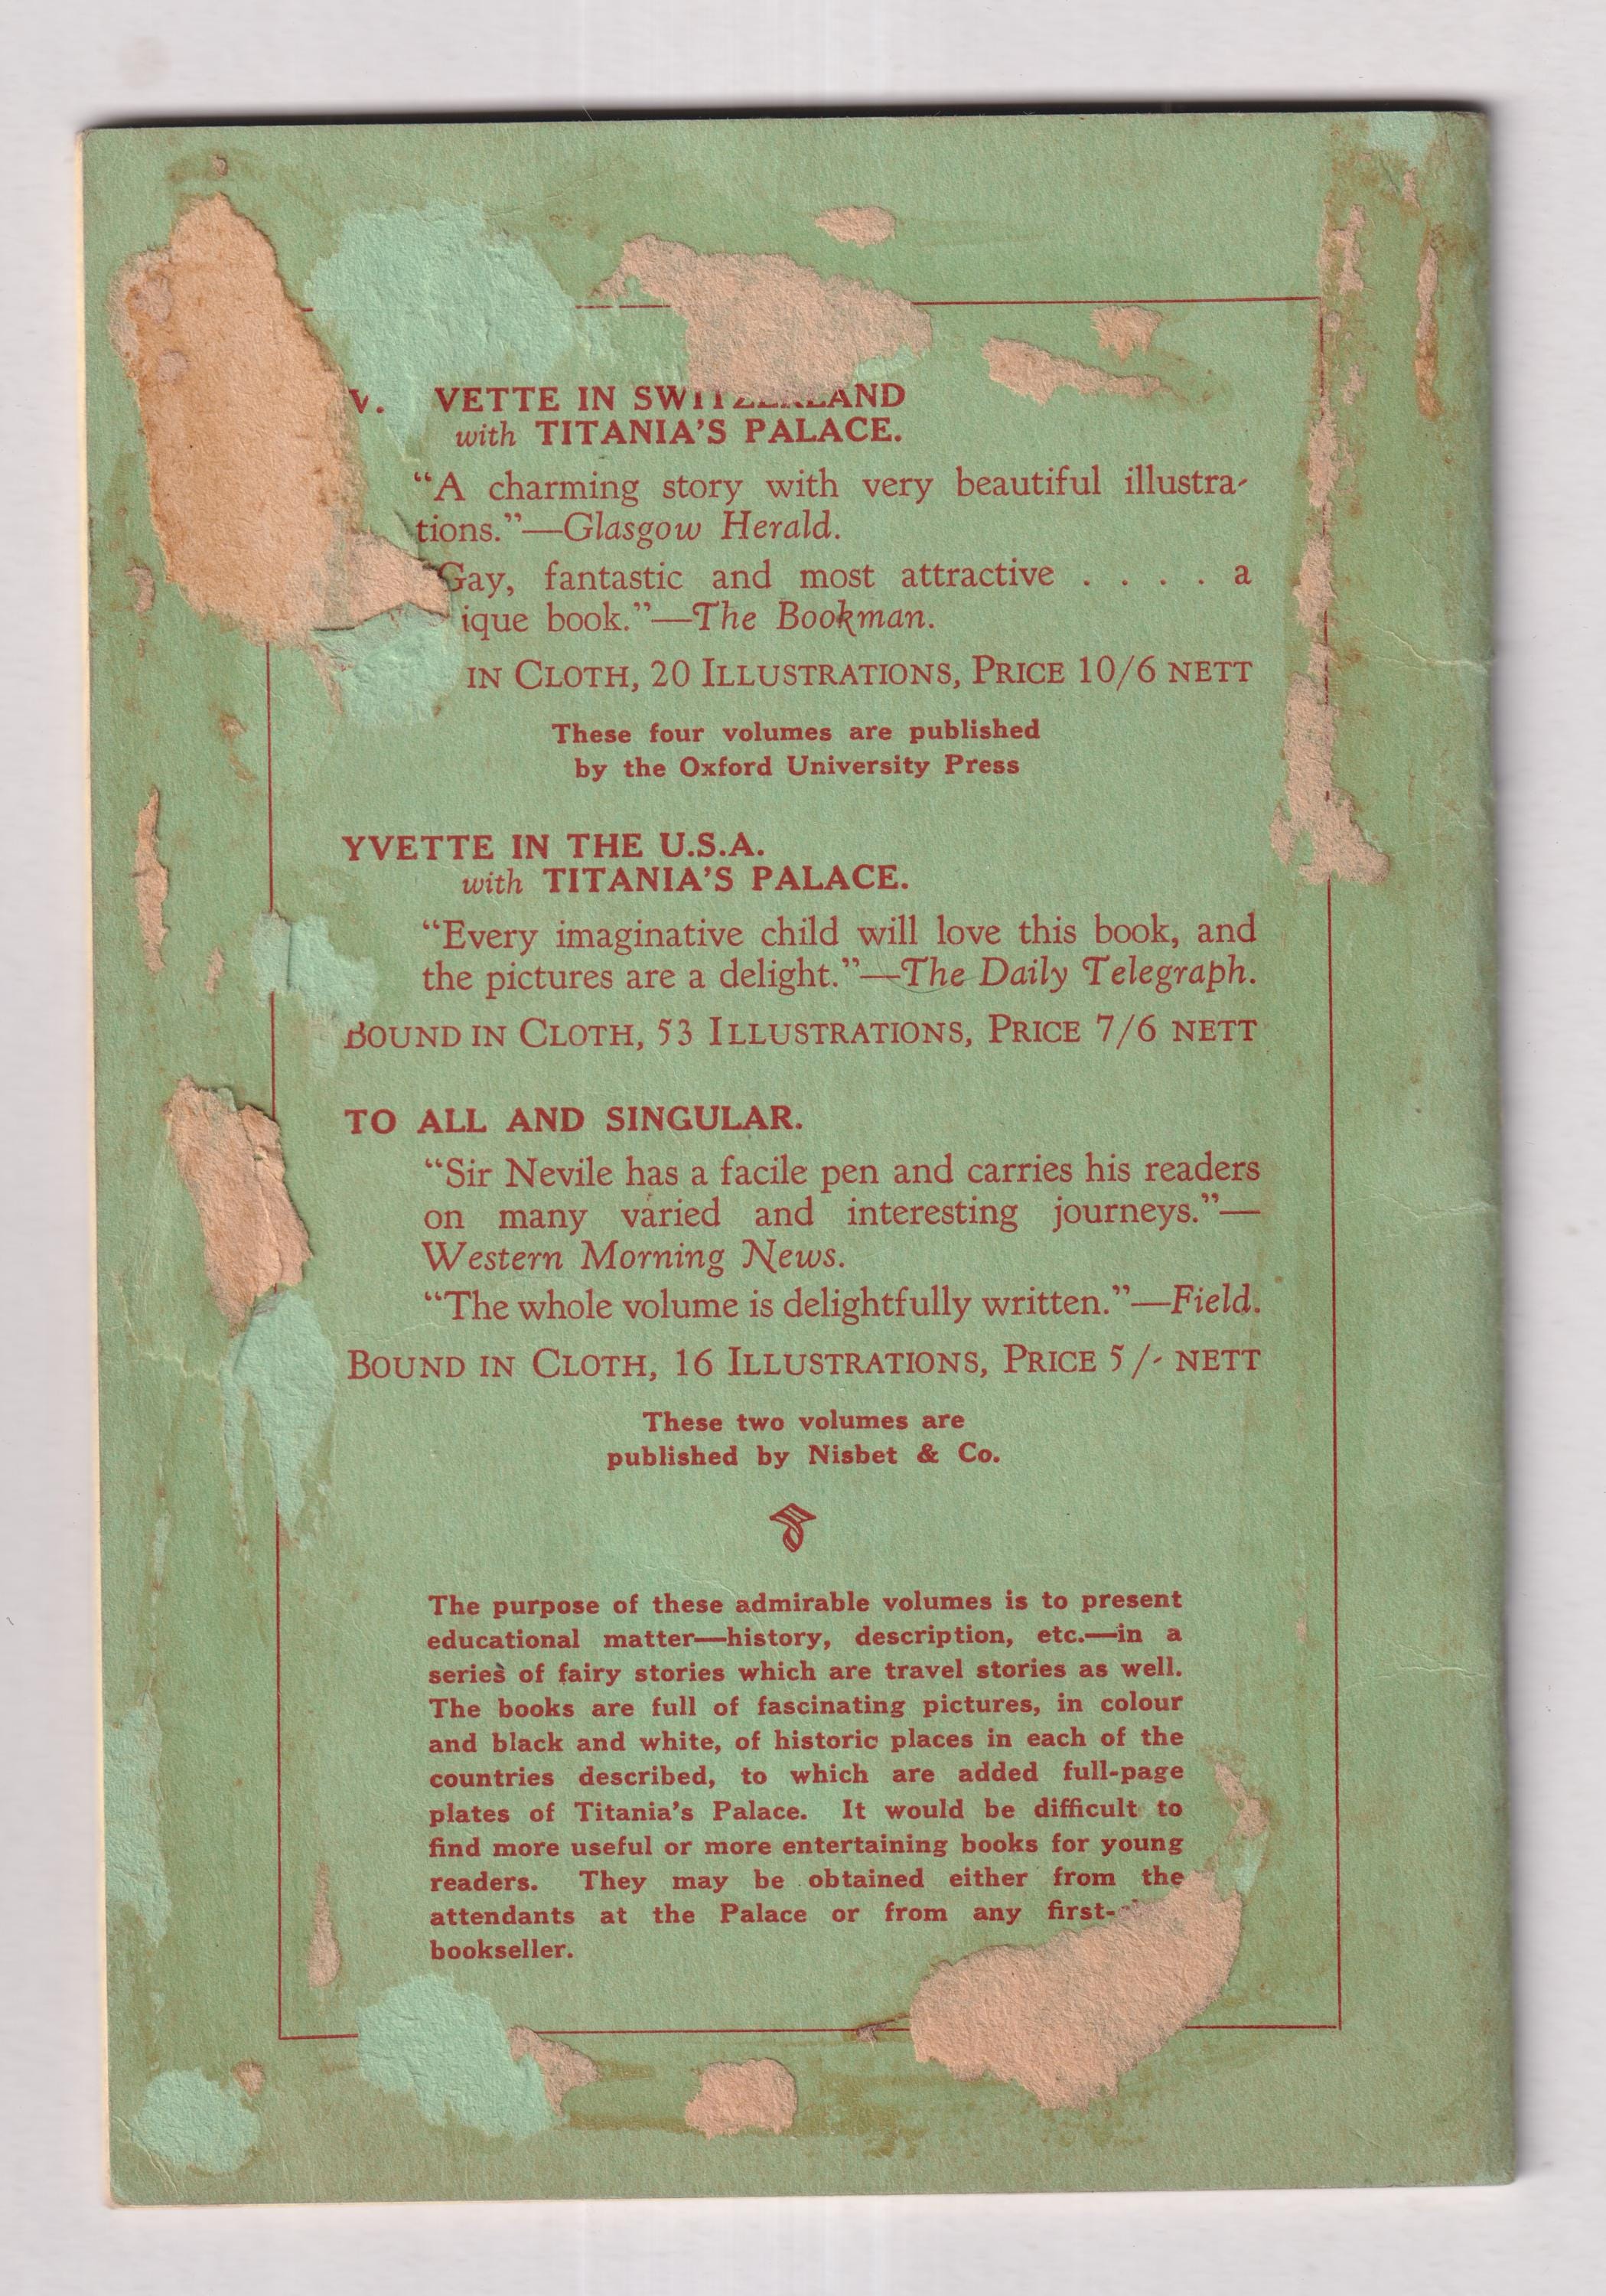 V. VETTE IN SWITZERLAND
with TITANIA'S PALACE.
“A charming story with very beautiful illustra-
tions.”—Glasgow Herald.
Gay, fantastic and most attractive . . . . a
ique book.”—The Bookman.
IN CLOTH, 20 ILLUSTRATIONS, PRICE 10/6 NETT
These four volumes are published
by the Oxford University Press
YVETTE IN THE U.S.A.
with TITANIA'S PALACE.
“Every imaginative child will love this book, and
the pictures are a delight.”—The Daily Telegraph.
BOUND IN CLOTH, 53 ILLUSTRATIONS, PRICE 7/6 NETT
TO ALL AND SINGULAR.
“Sir Nevile has a facile pen and carries his readers
on many varied and interesting journeys.”—
Western Morning News.
“The whole volume is delightfully written.”—Field.
BOUND IN CLOTH, 16 ILLUSTRATIONS, PRICE 5/- NETT
These two volumes are
published by Nisbet & Co.
The purpose of these admirable volumes is to present
educational matter—history, description, etc.—in a
series of fairy stories which are travel stories as well.
The books are full of fascinating pictures, in colour
and black and white, of historic places in each of the
countries described, to which are added full-page
plates of Titania's Palace. It would be difficult to
find more useful or more entertaining books for young
readers. They may be obtained either from the
attendants at the Palace or from any first-
bookseller.